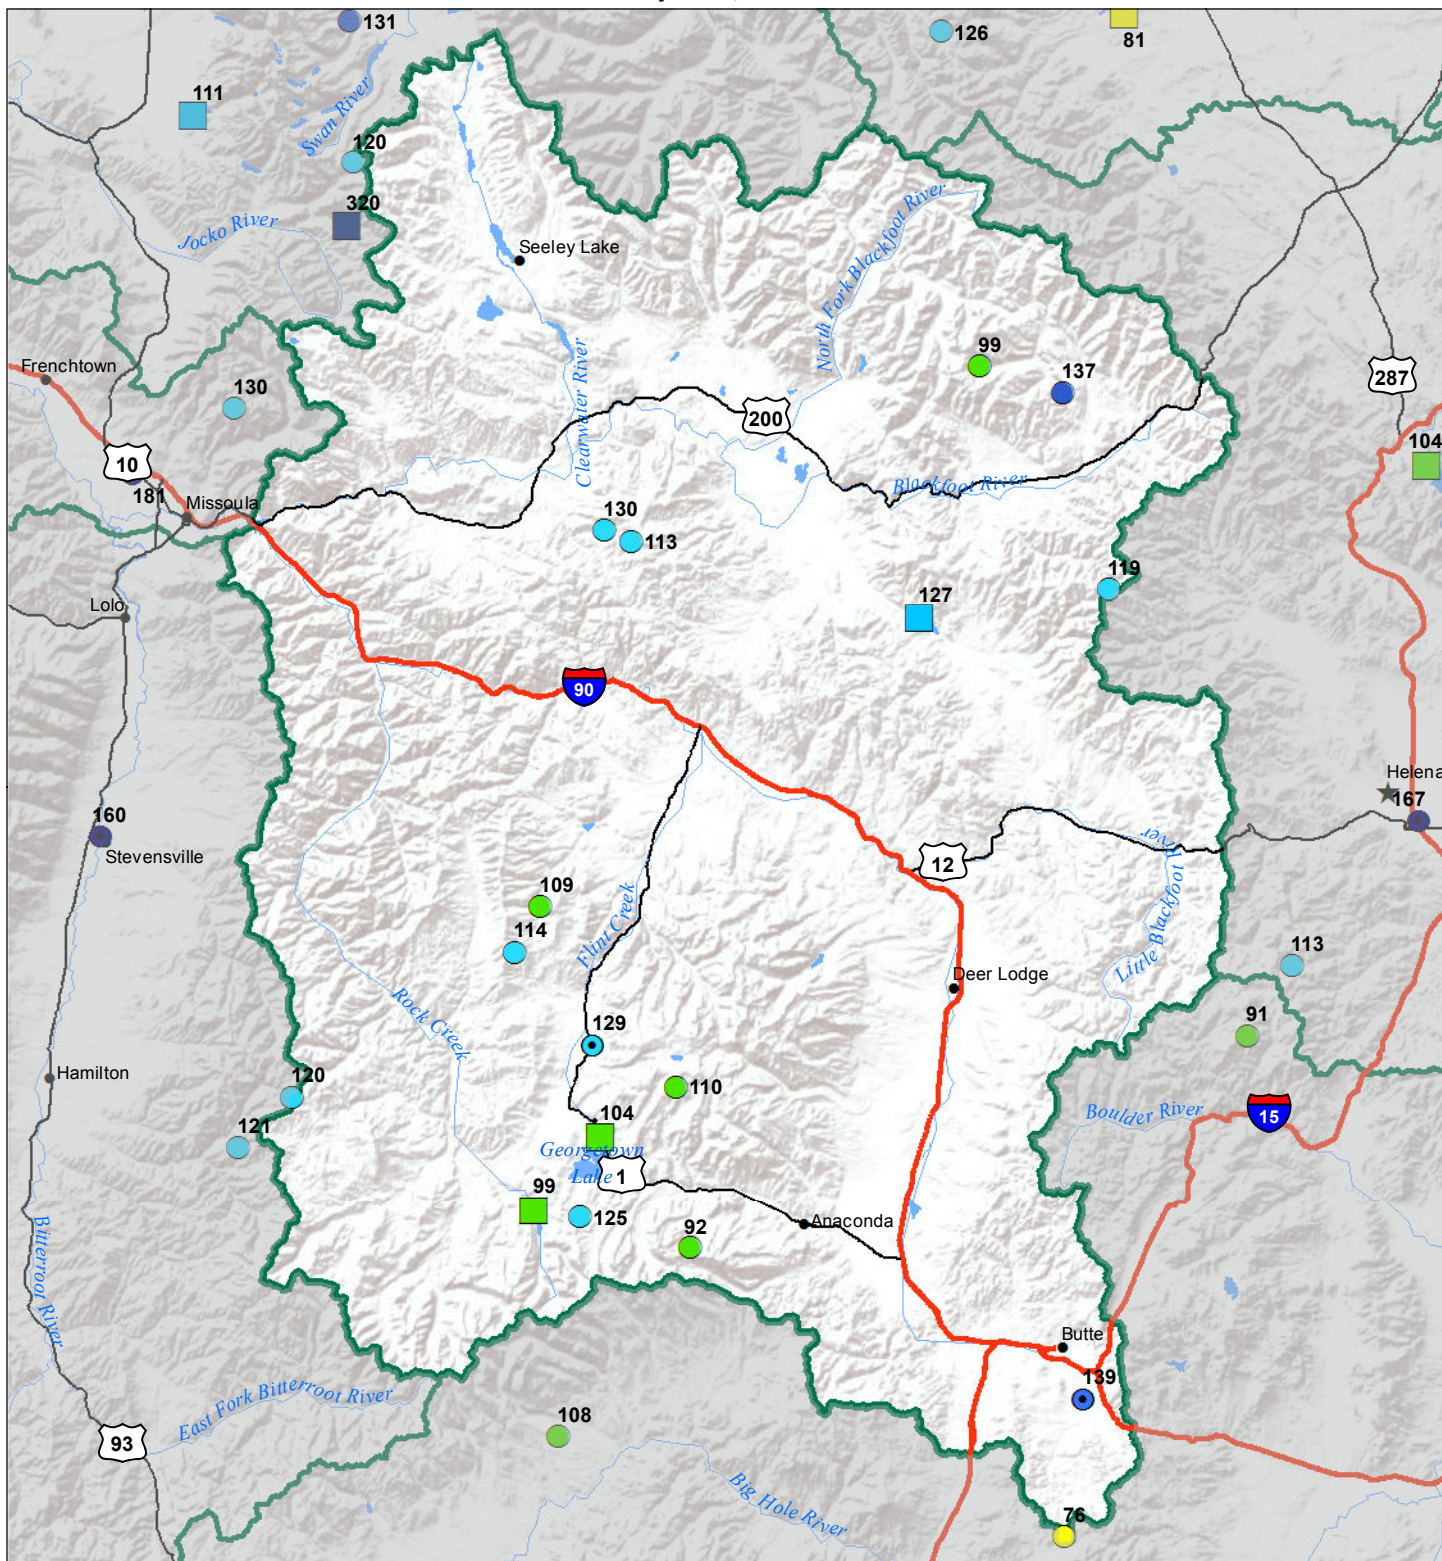 131
126
81
111
Swan River
120
320
Jocko River
Seeley Lake
North Fork Blackfoot River
99
137
Frenchtown
130
287
Clearwater River
200
104
10
181
Missoula
Blackfoot River
130
113
119
127
Lolo
90
Helena
167
160
Stevensville
12
Little Blackfoot River
109
Flint Creek
114
113
Deer Lodge
Rock Creek
91
129
Hamilton
120
110
Boulder River
15
104
121
Georgetown
Lake
1
99
125
Anaconda
92
Bitterroot River
Butte
139
East Fork Bitterroot River
108
93
Big Hole River
76